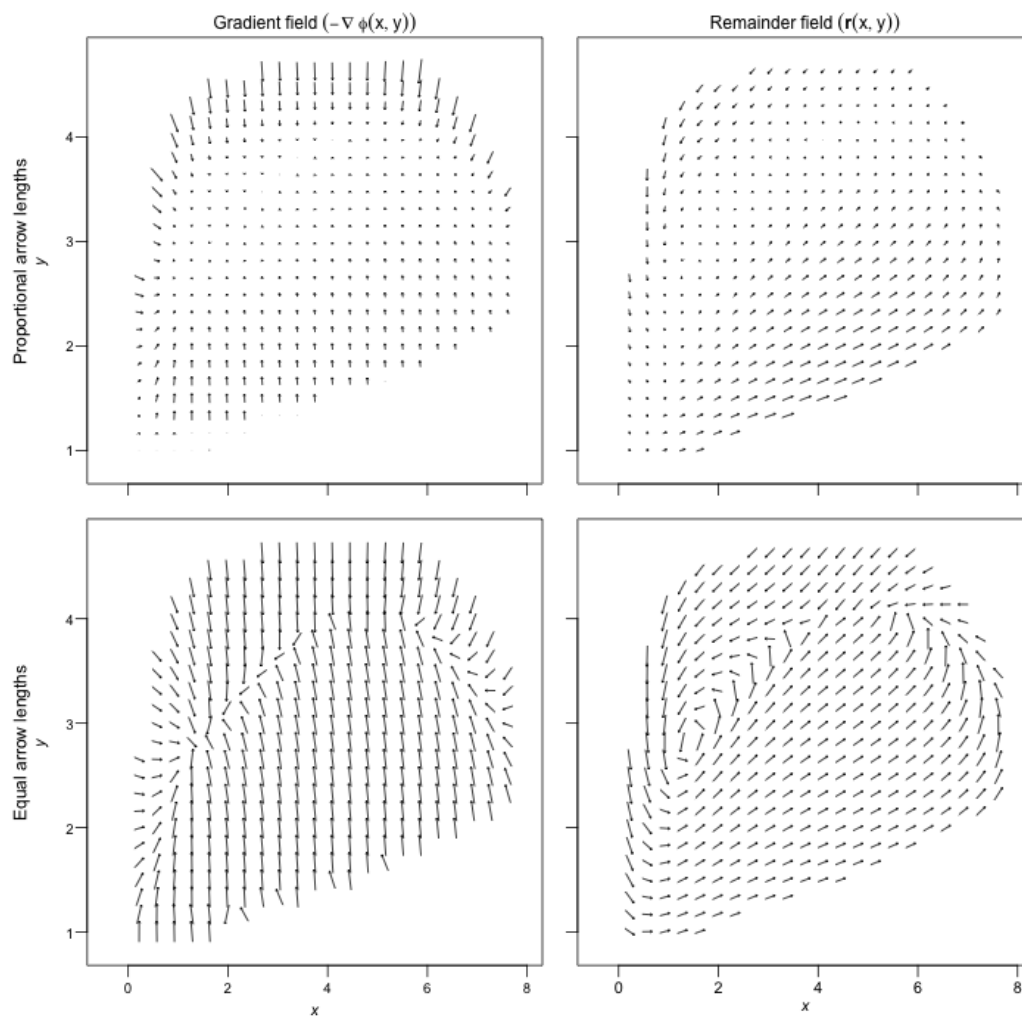 Gradient field (−∇ ϕ(x, y))
Remainder field (r(x, y))
Proportional arrow lengths
y
4
3
2
1
Equal arrow lengths
y
4
3
2
1
0 2 4 6 8
x
0 2 4 6 8
x